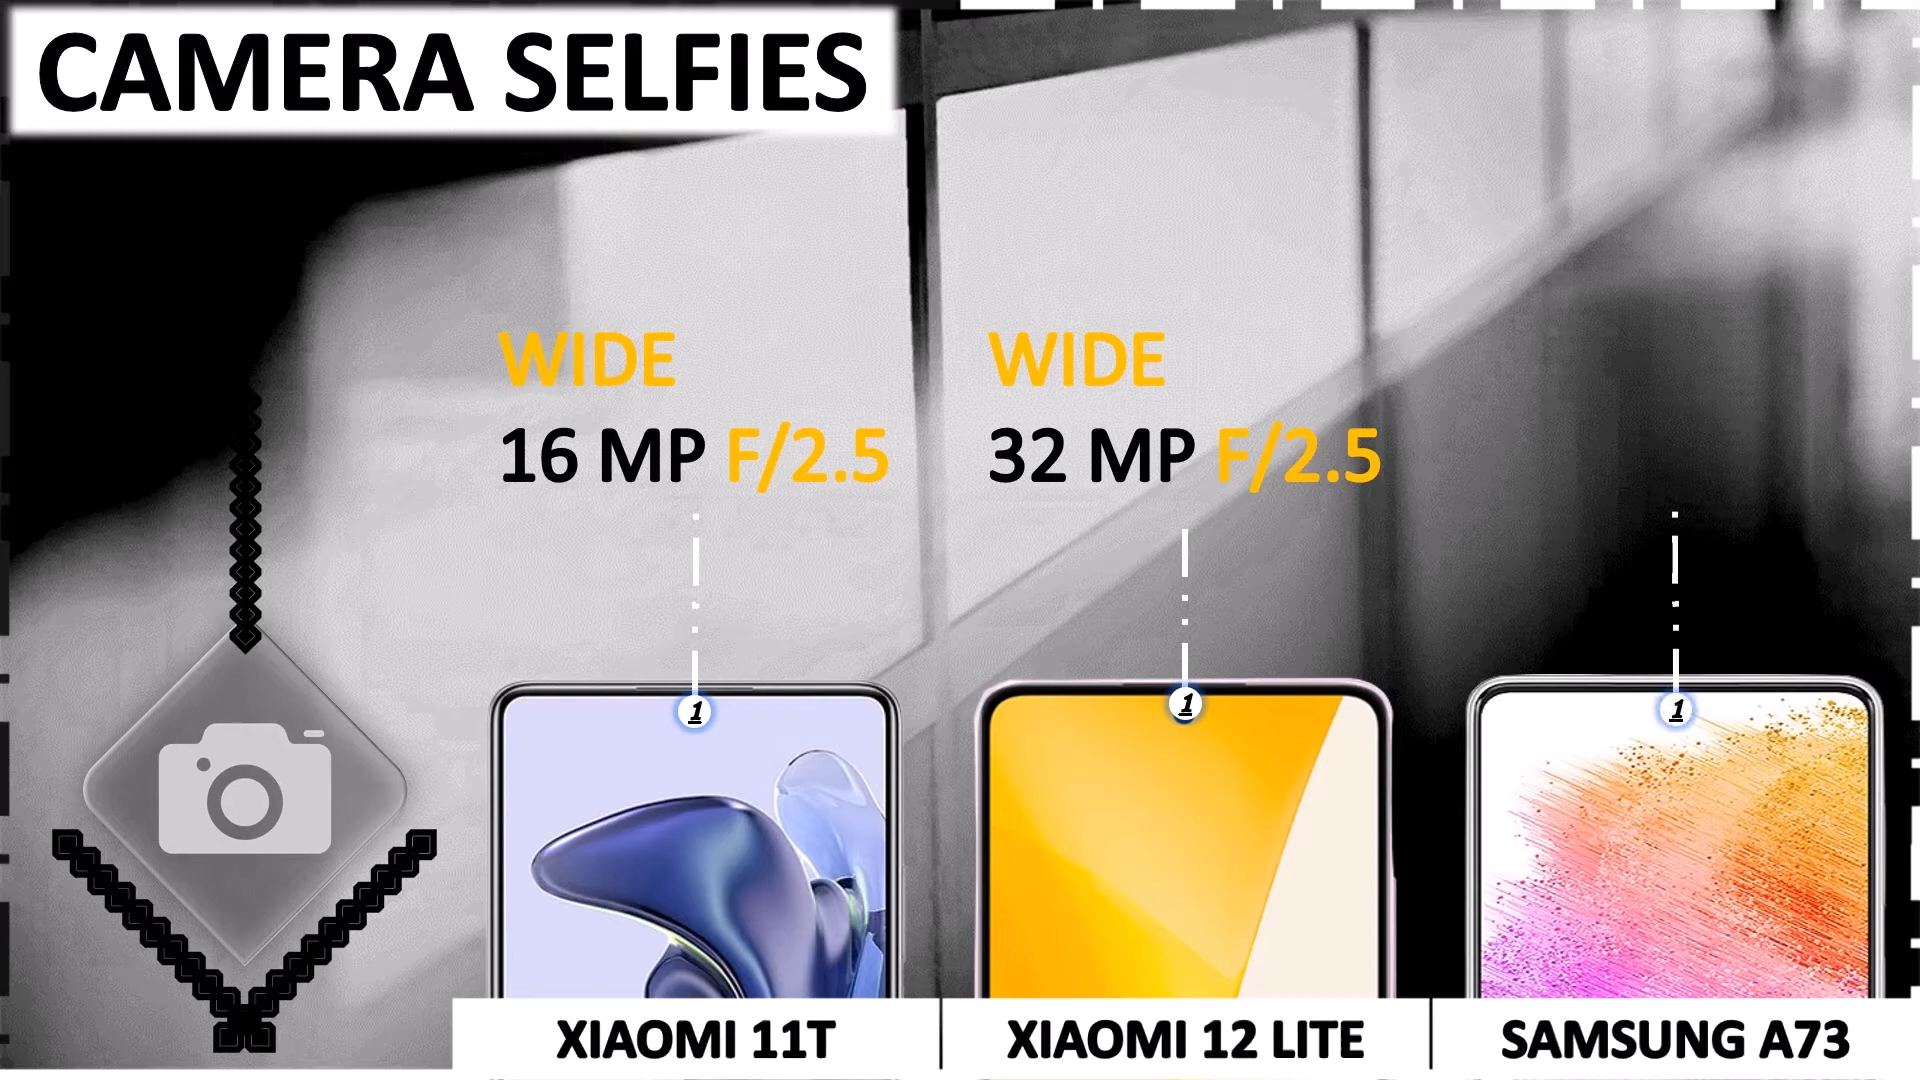 CAMERA SELFIES
WIDE
16 MP F/2.5
WIDE
32 MP F/2.5
1
1
1
XIAOMI 11T
XIAOMI 12 LITE
SAMSUNG A73